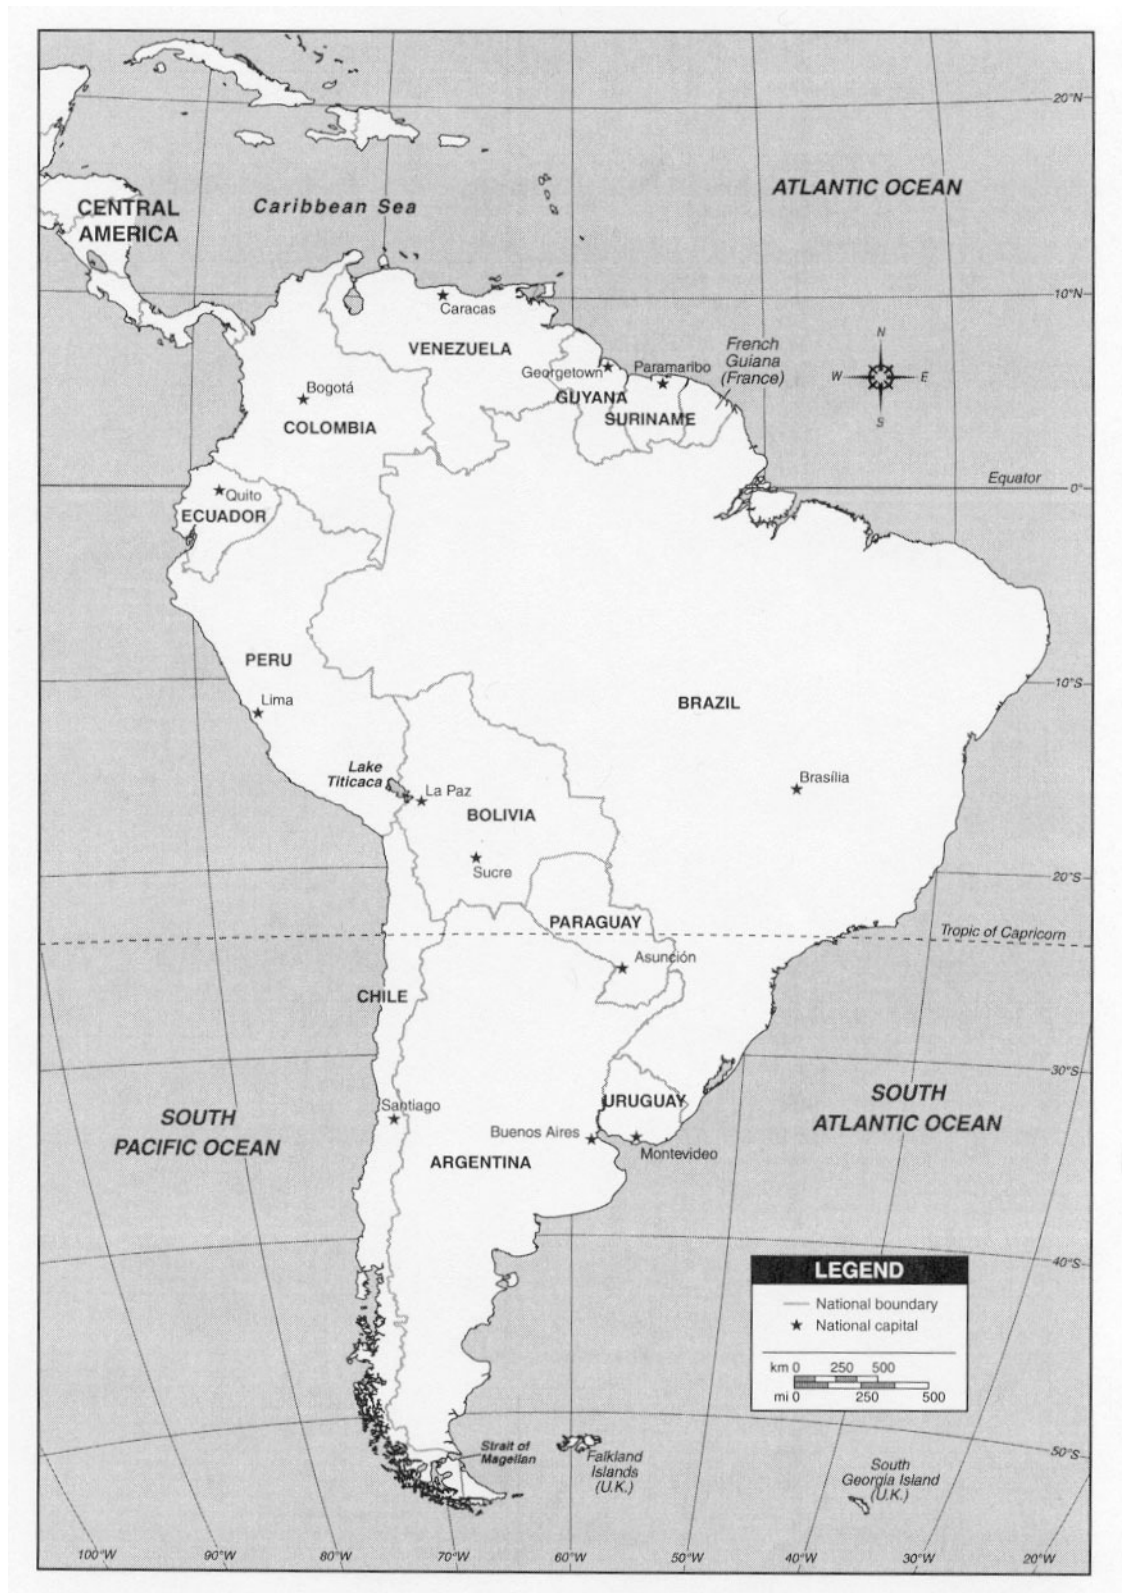 20°N
ATLANTIC OCEAN
CENTRAL
AMERICA
Caribbean Sea
10°N
Caracas
VENEZUELA
French
Guiana
(France)
N
W
E
S
Georgetown
Paramaribo
GUYANA
SURINAME
Bogotá
COLOMBIA
Equator
0°
Quito
ECUADOR
PERU
Lima
10°S
BRAZIL
Lake
Titicaca
La Paz
Brasília
BOLIVIA
Sucre
20°S
PARAGUAY
Tropic of Capricorn
Asunción
CHILE
30°S
SOUTH
PACIFIC OCEAN
Santiago
URUGUAY
SOUTH
ATLANTIC OCEAN
Buenos Aires
Montevideo
ARGENTINA
40°S
LEGEND
National boundary
National capital
km 0 250 500
mi 0 250 500
Strait of
Magellan
Falkland
Islands
(U.K.)
South
Georgia Island
(U.K.)
50°S
100°W 90°W 80°W 70°W 60°W 50°W 40°W 30°W 20°W